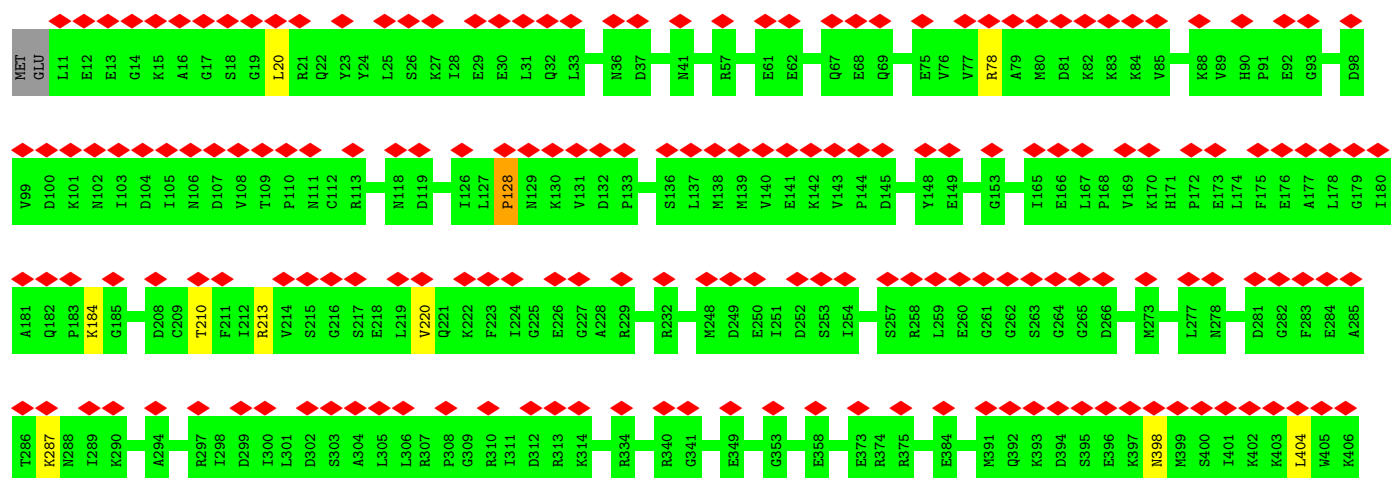 MET GLU L11 E12 E13 G14 K15 A16 G17 S18 G19 L20 R21 Q22 Y23 Y24 L25 S26 K27 I28 E29 E30 L31 Q32 L33 N36 D37 N41 R57 E61 E62 Q67 E68 Q69 E75 V76 V77 R78 A79 M80 D81 K82 K83 K84 V85 K88 V89 H90 P91 E92 G93 D98
V99 D100 K101 N102 I103 D104 I105 N106 D107 V108 T109 P110 N111 C112 R113 N118 D119 I126 L127 P128 N129 K130 V131 D132 P133 S136 L137 M138 M139 V140 E141 K142 V143 P144 D145 Y148 E149 G153 I165 E166 L167 P168 V169 K170 H171 P172 E173 L174 F175 E176 A177 L178 G179 I180
A181 Q182 P183 K184 G185 D208 C209 T210 F211 I212 R213 V214 S215 G216 S217 E218 L219 V220 Q221 K222 F223 I224 G225 E226 G227 A228 R229 R232 M248 D249 E250 I251 D252 S253 I254 S257 R258 L259 E260 G261 G262 S263 G264 G265 D266 M273 L277 N278 D281 G282 F283 E284 A285
T286 K287 N288 I289 K290 A294 R297 I298 D299 I300 L301 D302 S303 A304 L305 L306 R307 P308 G309 R310 I311 D312 R313 K314 R334 R340 G341 E349 G353 E358 E373 R374 R375 E384 M391 Q392 K393 D394 S395 E396 K397 N398 M399 S400 I401 K402 K403 L404 W405 K406